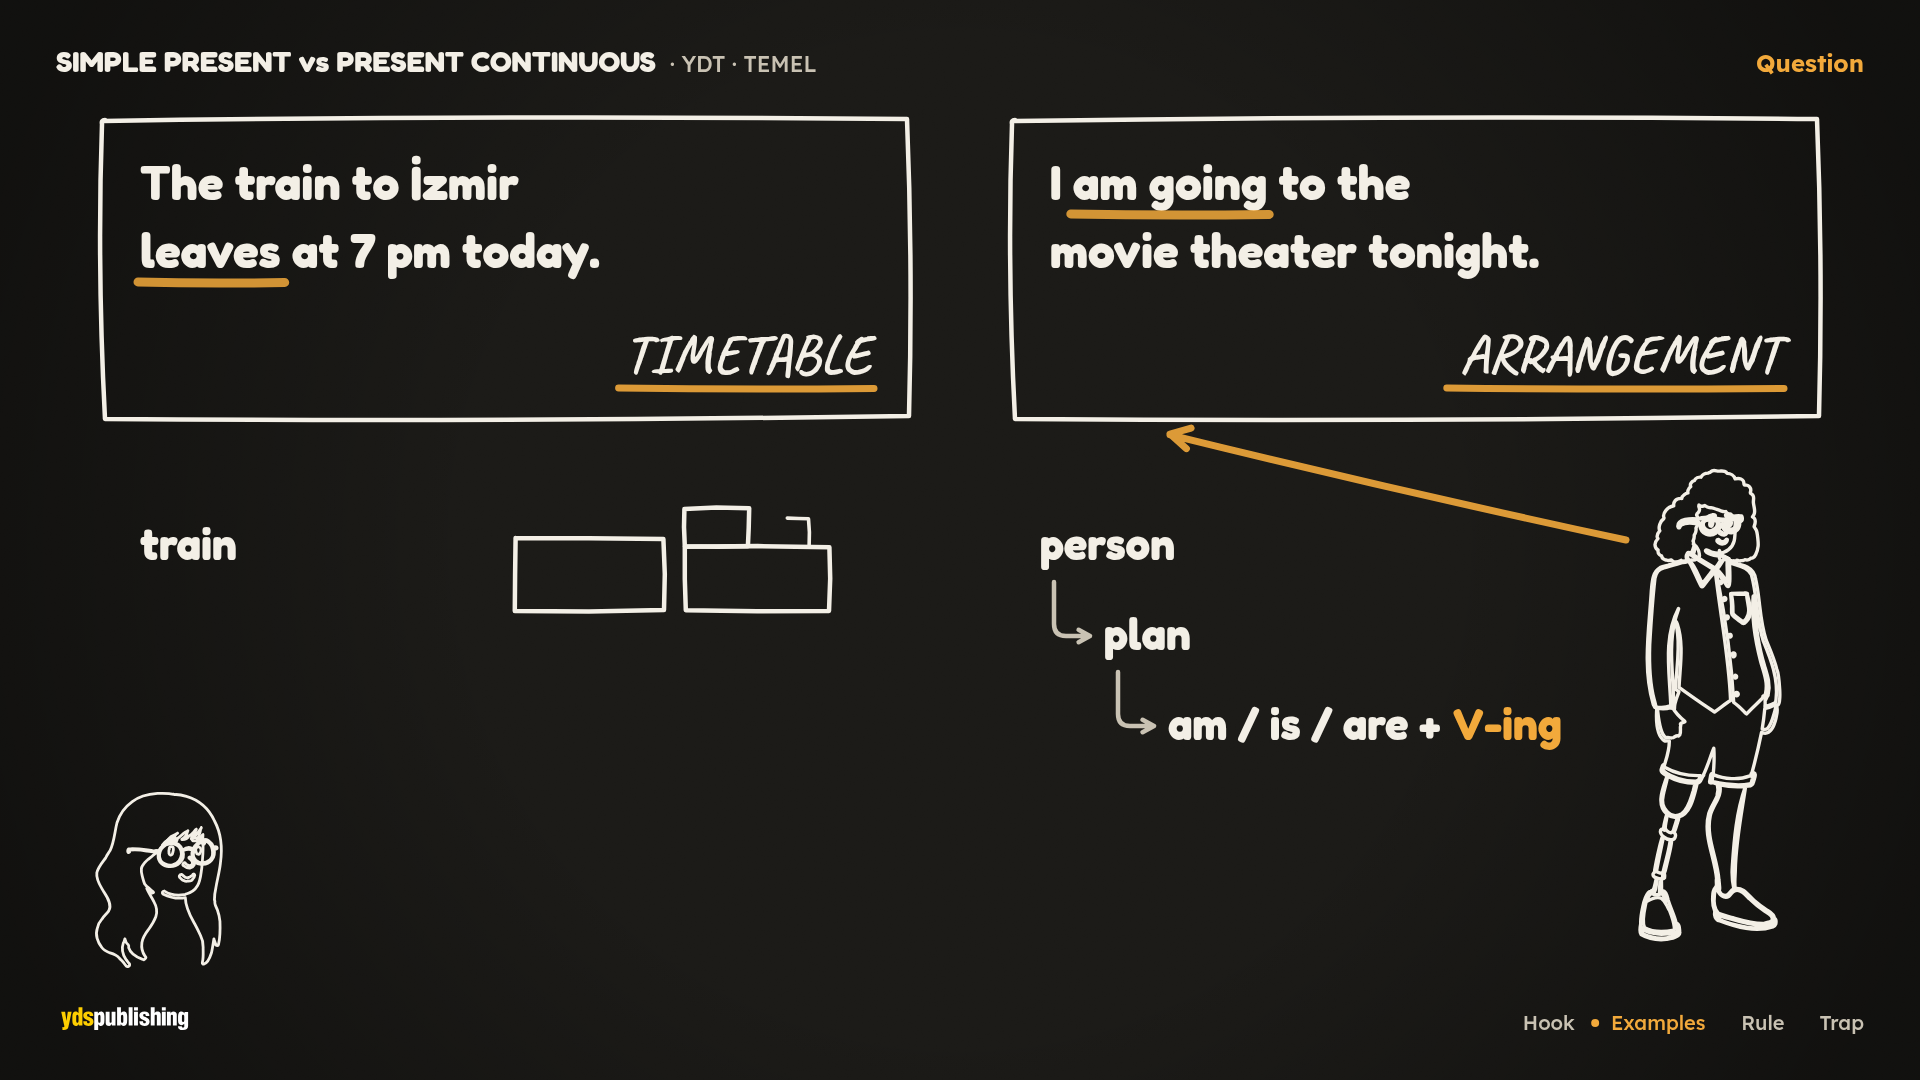 SIMPLE PRESENT vs PRESENT CONTINUOUS · YDT · TEMEL
Question
The train to İzmir
leaves at 7 pm today.
TIMETABLE
I am going to the
movie theater tonight.
ARRANGEMENT
train
person
plan
am / is / are + V-ing
ydspublishing
Hook • Examples Rule Trap